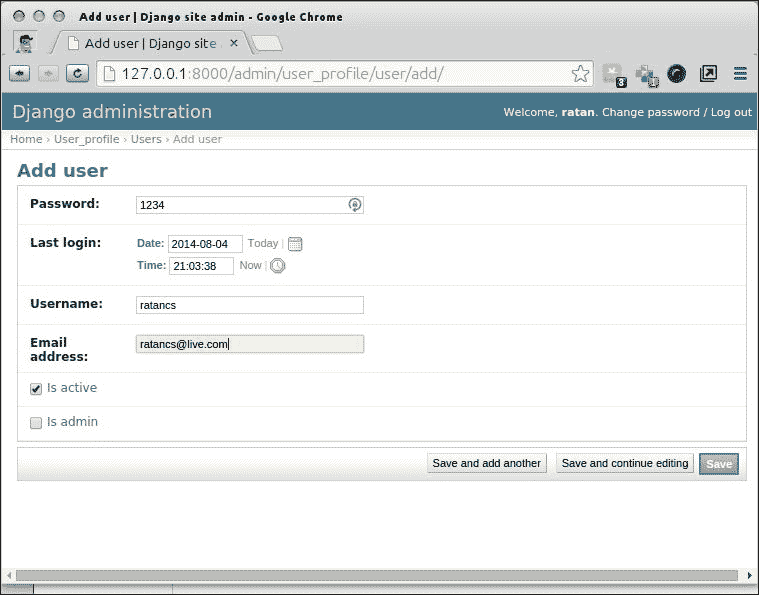 Add user | Django site admin - Google Chrome
Add user | Django site
127.0.0.1:8000/admin/user_profile/user/add/
3
Django administration
Welcome, ratan. Change password / Log out
Home › User_profile › Users › Add user
Add user
Password: 1234
Last login: Date: 2014-08-04 Today |
Time: 21:03:38 Now |
Username: ratancs
Email address: ratancs@live.com
Is active
Is admin
Save and add another Save and continue editing Save